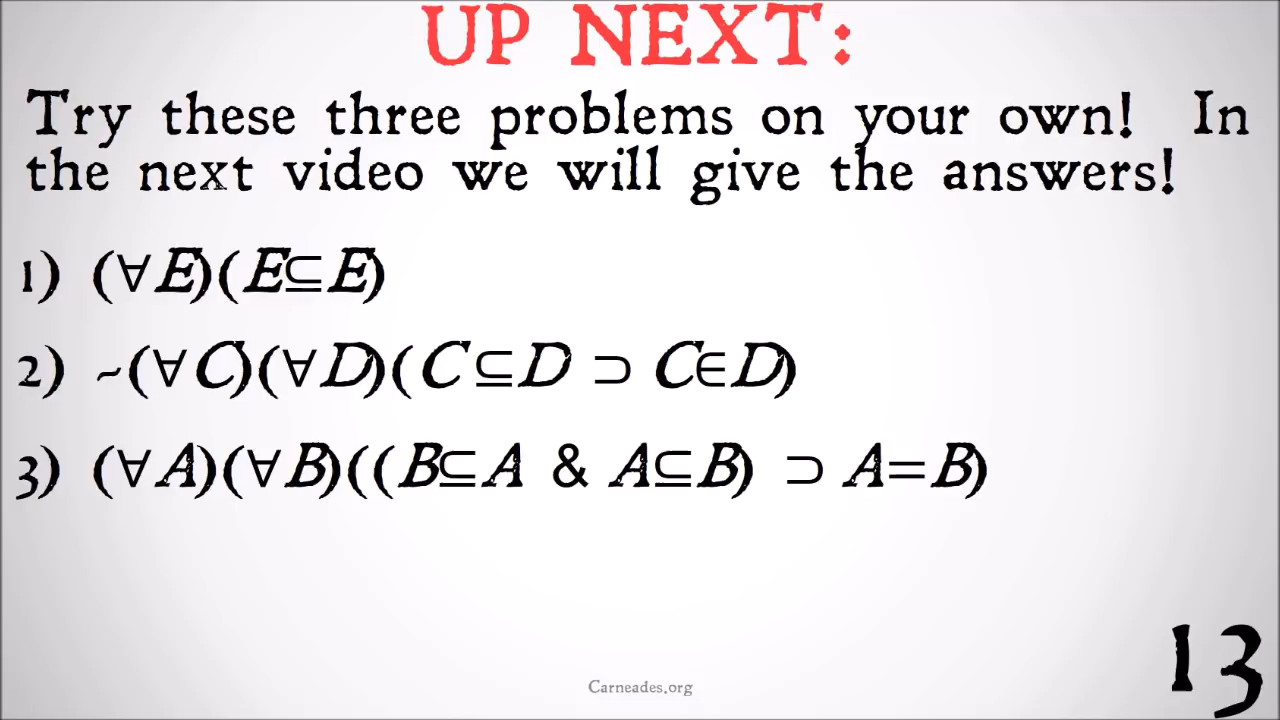 UP NEXT:
Try these three problems on your own! In
the next video we will give the answers!
1) (∀E)(E⊆E)
2) ~(∀C)(∀D)(C⊆D ⊃ C∈D)
3) (∀A)(∀B)((B⊆A & A⊆B) ⊃ A=B)
Carneades.org
13